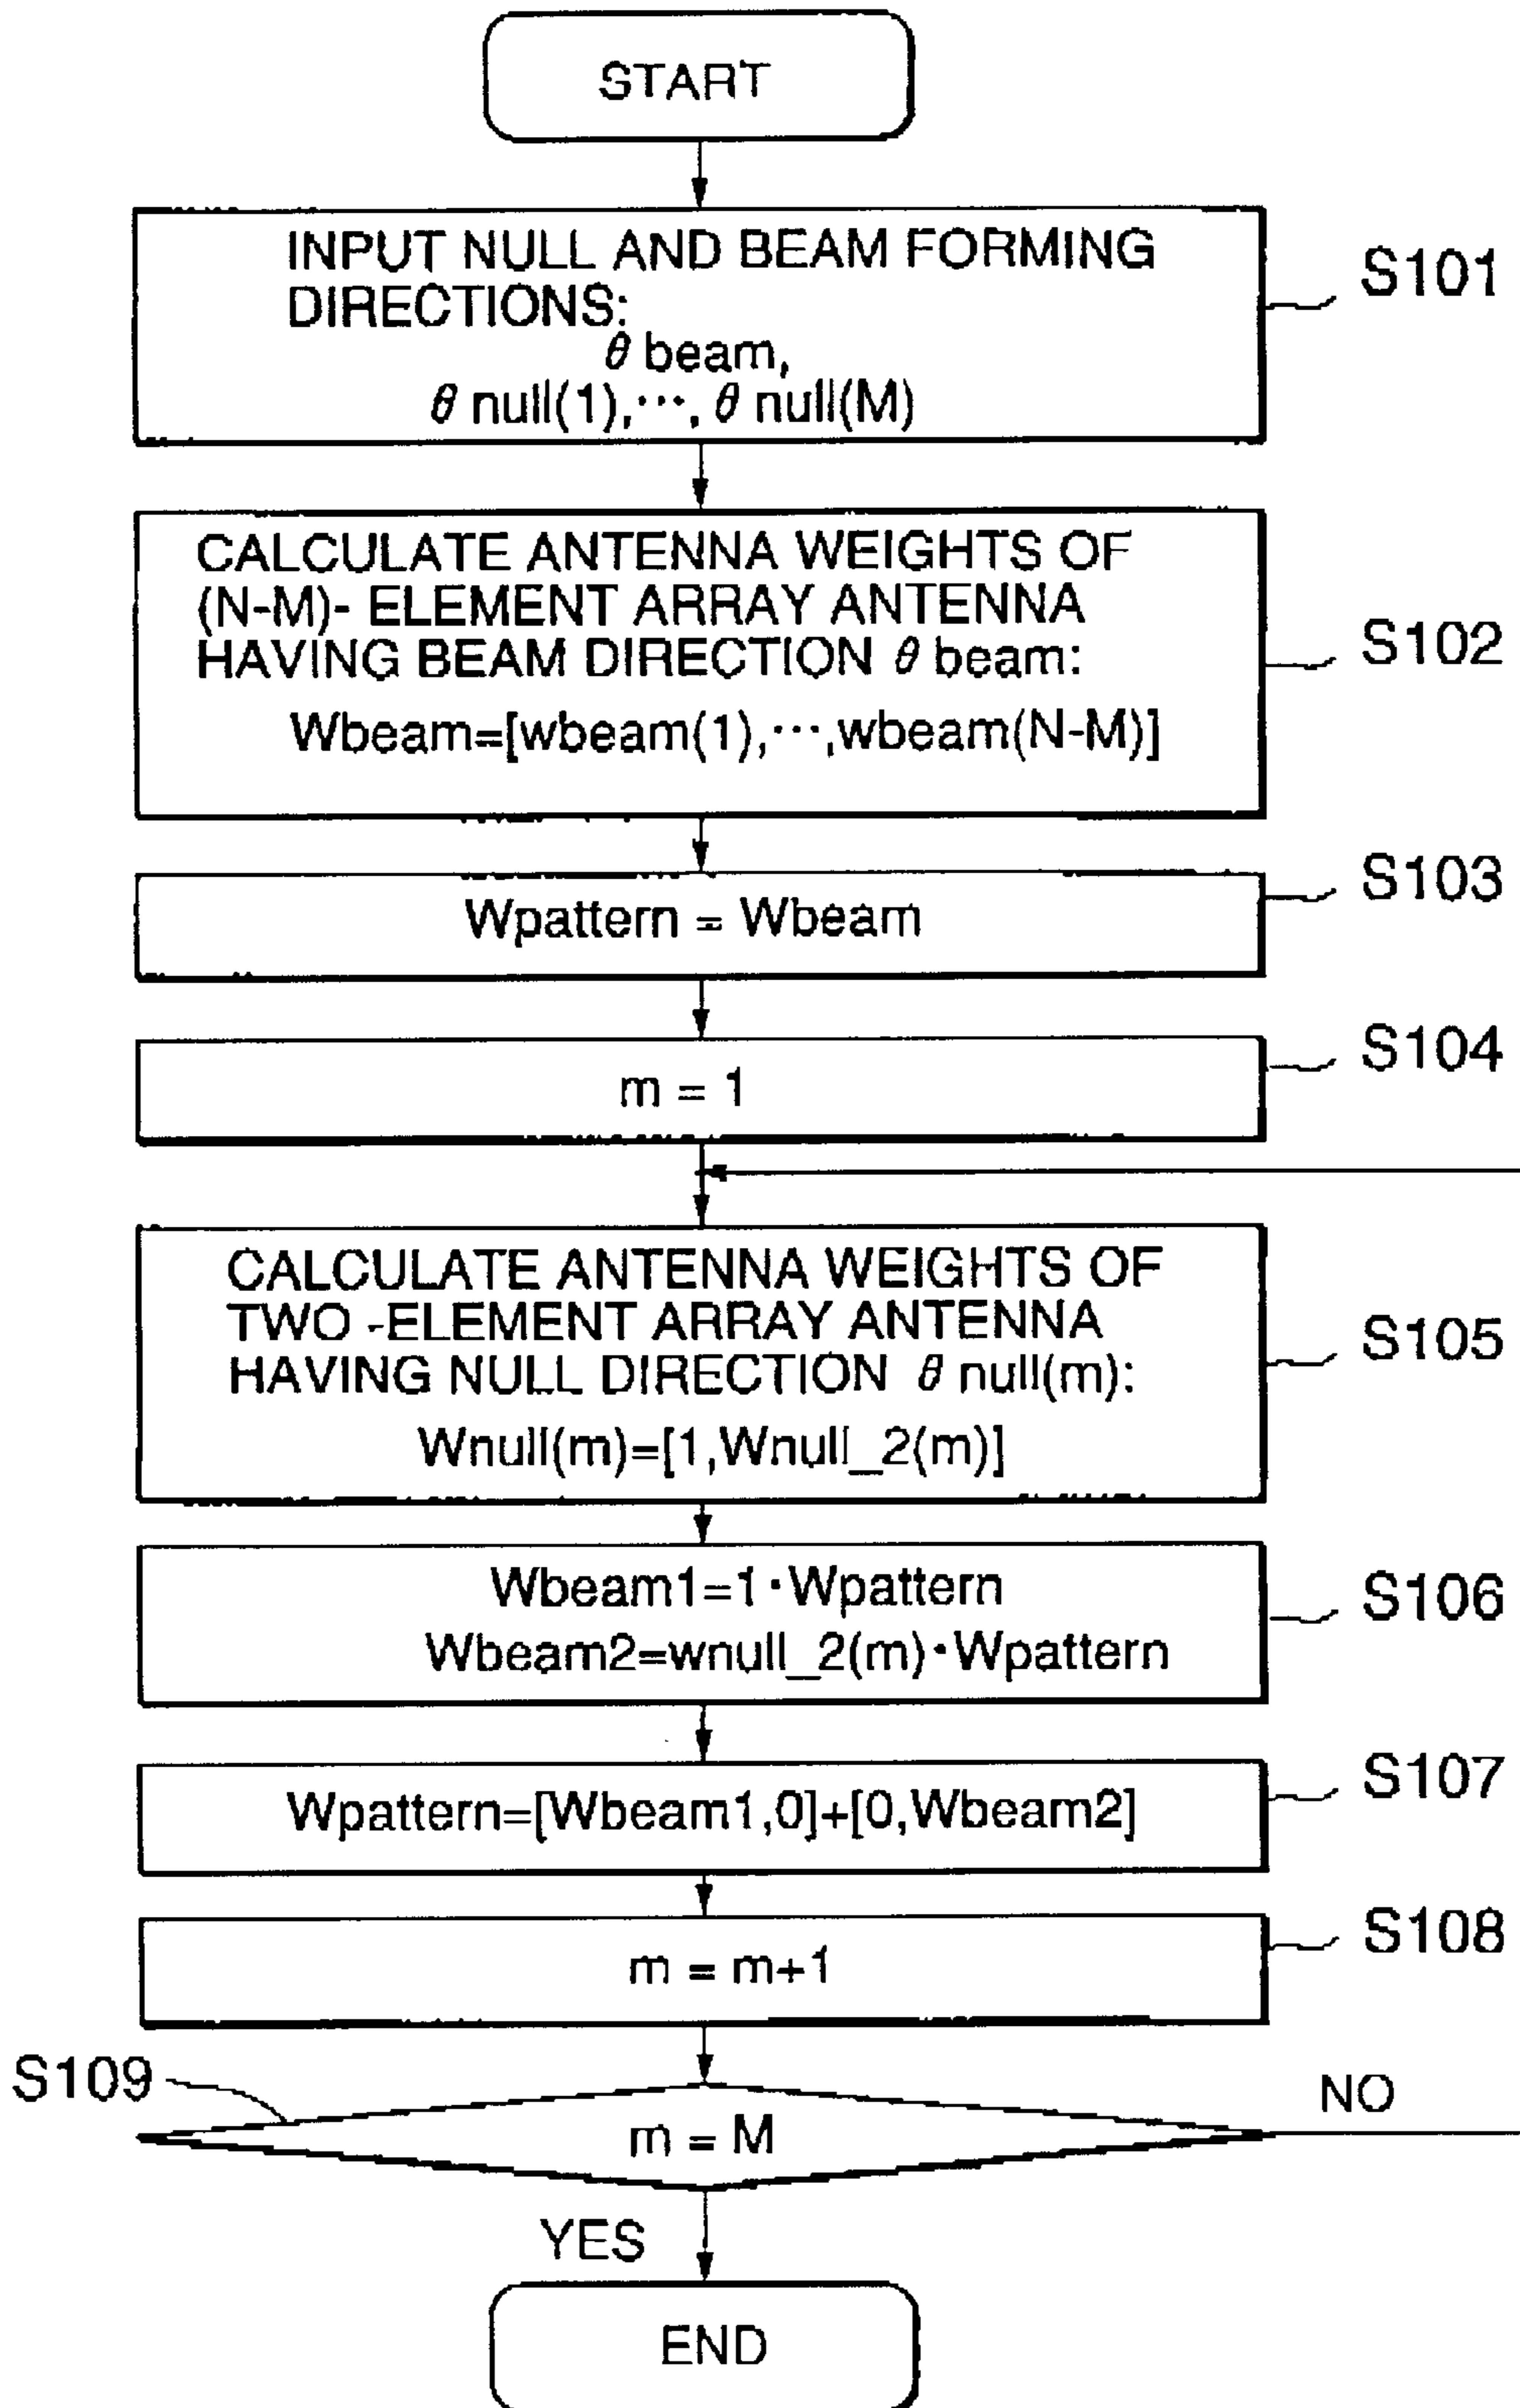 START
INPUT NULL AND BEAM FORMING
DIRECTIONS:
θ beam,
θ null(1),···, θ null(M)
S101
CALCULATE ANTENNA WEIGHTS OF
(N-M)- ELEMENT ARRAY ANTENNA
HAVING BEAM DIRECTION θ beam:
Wbeam=[wbeam(1),···,wbeam(N-M)]
S102
Wpattern = Wbeam
S103
m = 1
S104
CALCULATE ANTENNA WEIGHTS OF
TWO -ELEMENT ARRAY ANTENNA
HAVING NULL DIRECTION θ null(m):
Wnull(m)=[1,Wnull_2(m)]
S105
Wbeam1=1·Wpattern
Wbeam2=wnull_2(m)·Wpattern
S106
Wpattern=[Wbeam1,0]+[0,Wbeam2]
S107
m = m+1
S108
S109
m = M
NO
YES
END